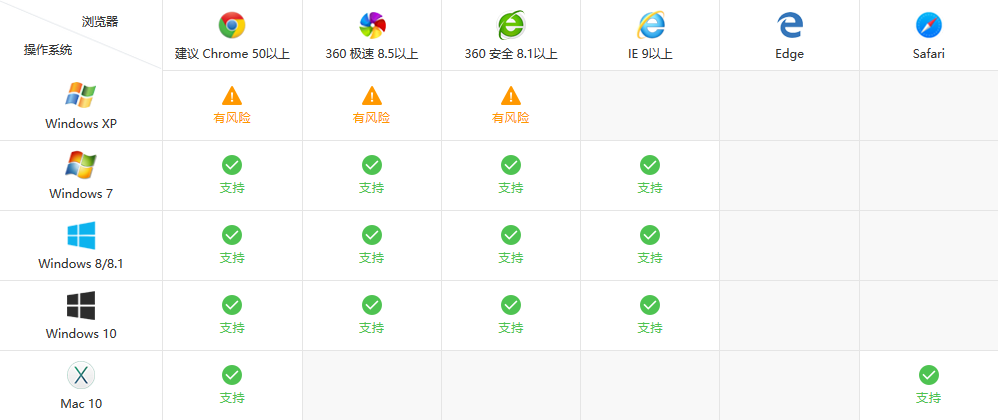 浏览器
操作系统
建议 Chrome 50以上
360 极速 8.5以上
360 安全 8.1以上
IE 9以上
Edge
Safari
Windows XP
有风险
有风险
有风险
Windows 7
支持
支持
支持
支持
Windows 8/8.1
支持
支持
支持
支持
Windows 10
支持
支持
支持
支持
Mac 10
支持
支持